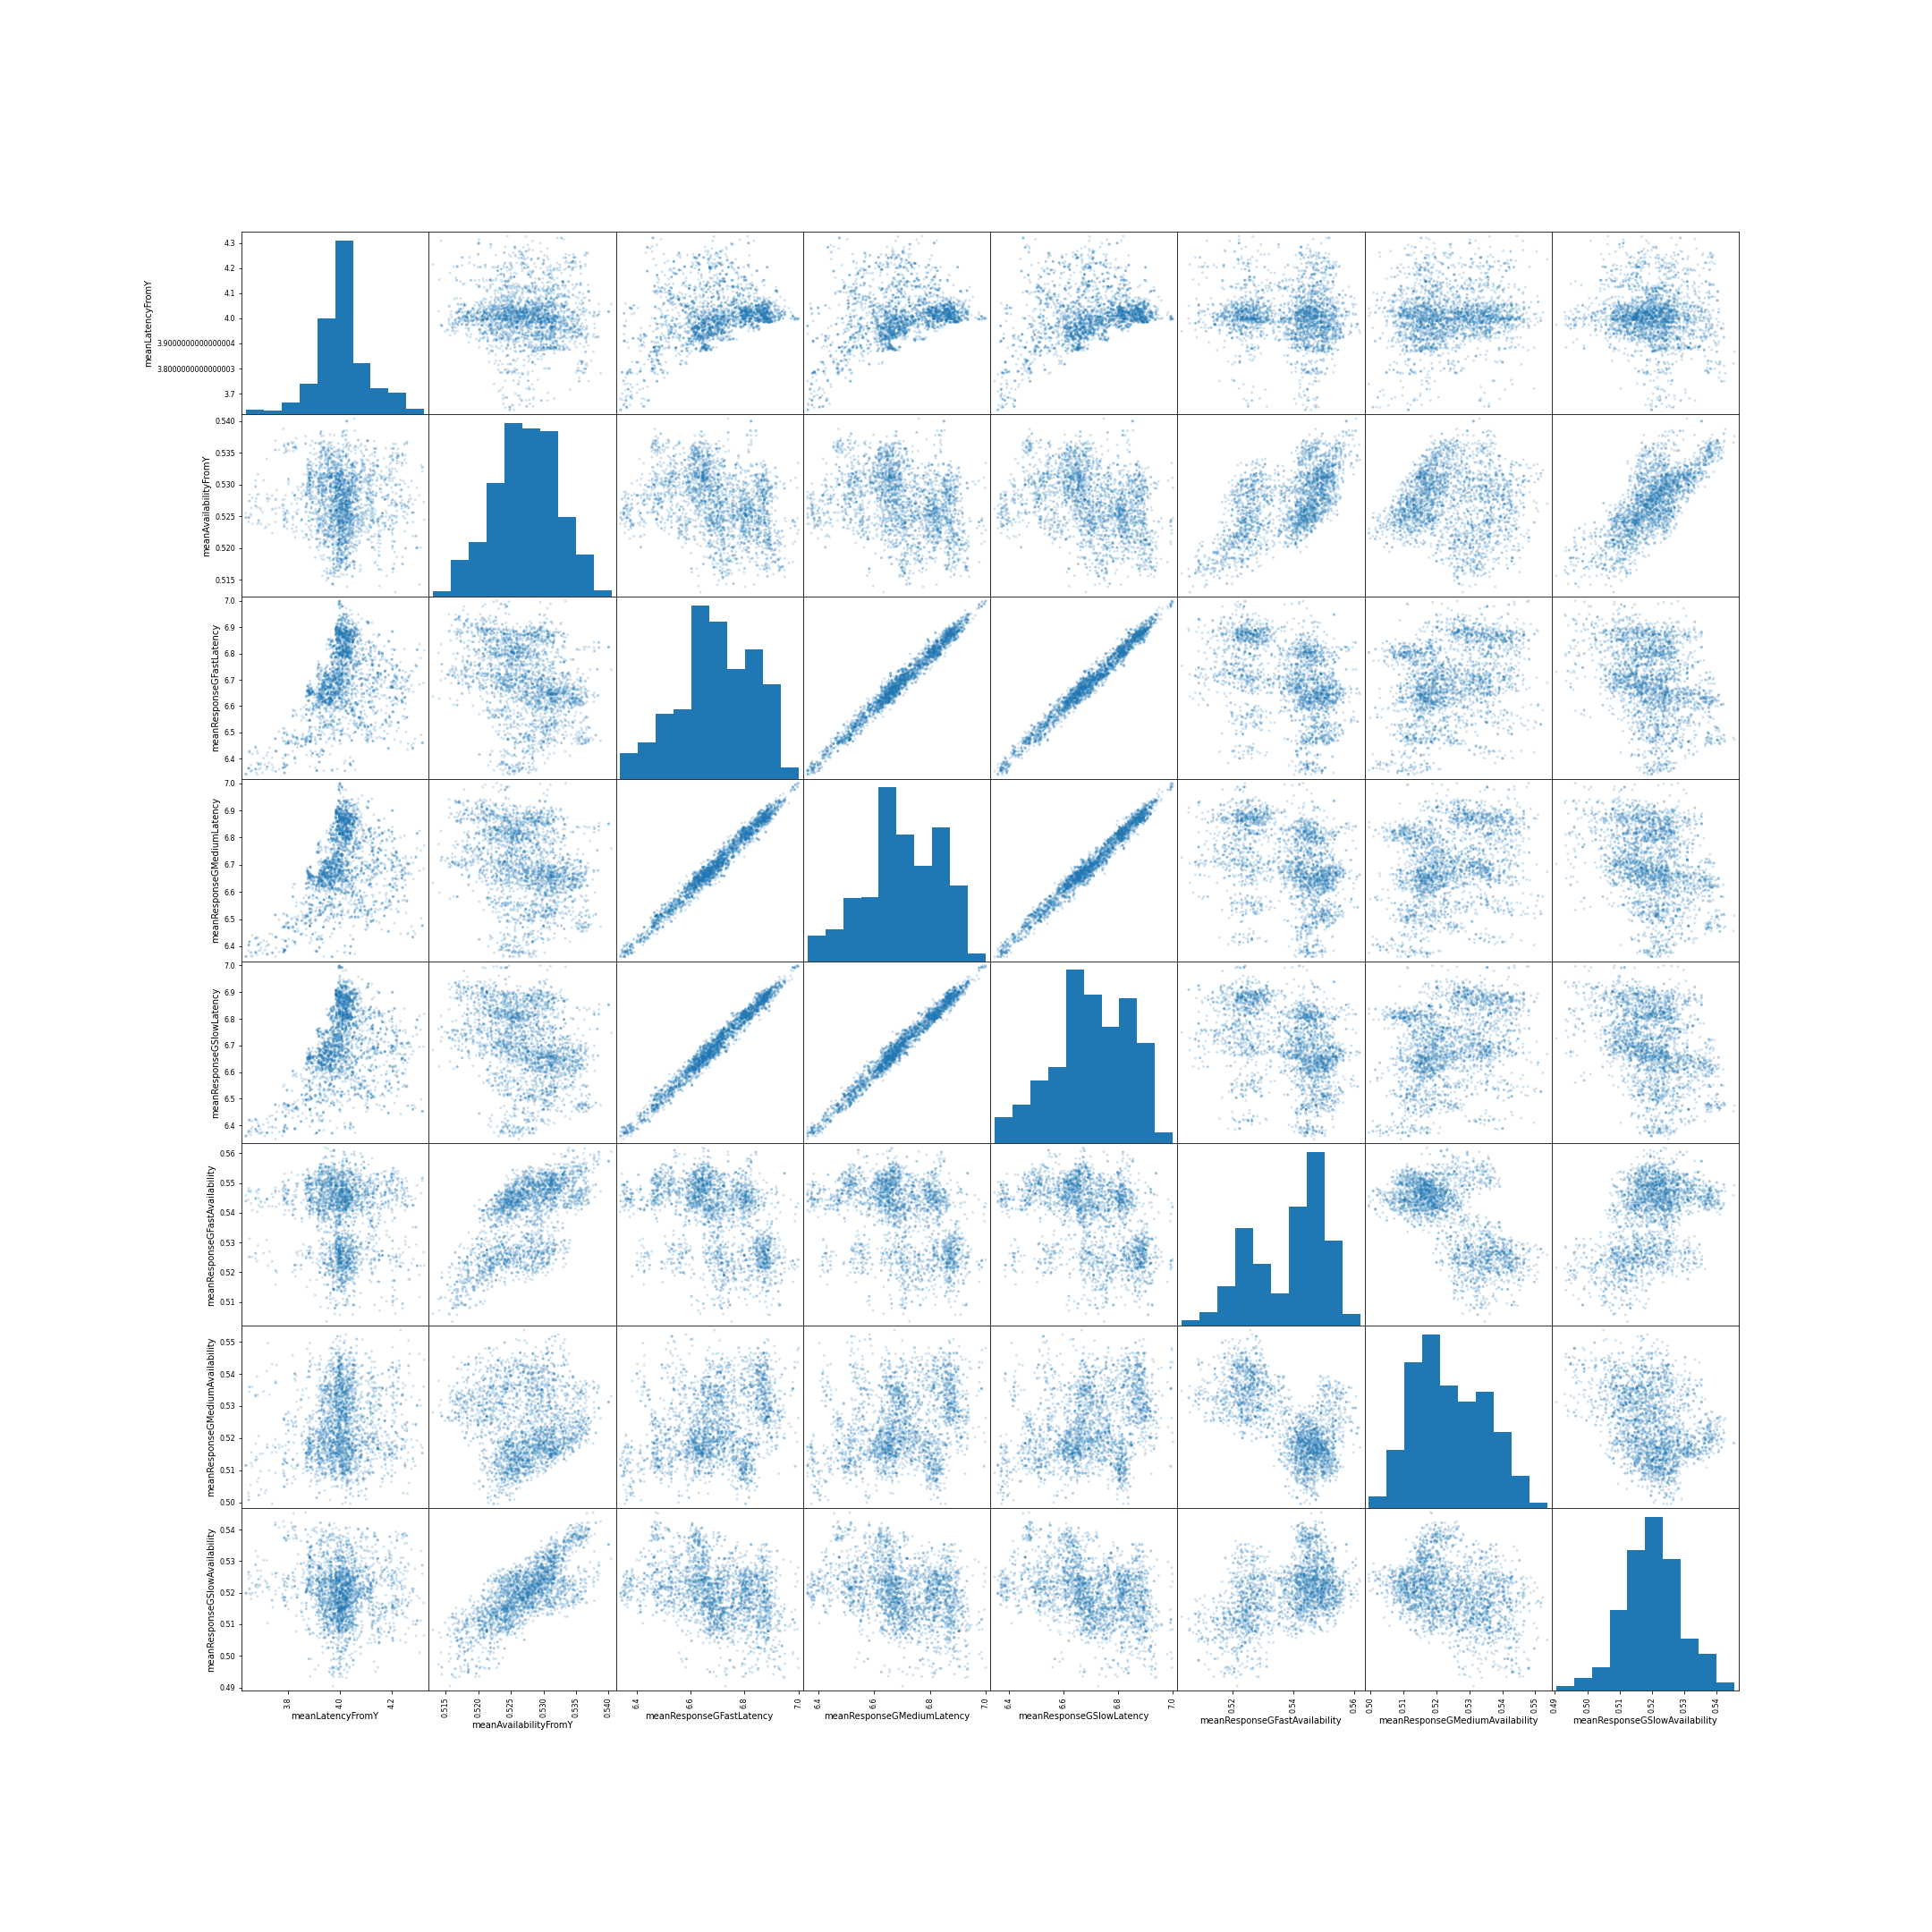 meanLatencyFromY
4.3
4.2
4.1
4.0
3.9000000000000004
3.8000000000000003
3.7
meanAvailabilityFromY
0.540
0.535
0.530
0.525
0.520
0.515
meanResponseGFastLatency
7.0
6.9
6.8
6.7
6.6
6.5
6.4
meanResponseGMediumLatency
7.0
6.9
6.8
6.7
6.6
6.5
6.4
meanResponseGSlowLatency
7.0
6.9
6.8
6.7
6.6
6.5
6.4
meanResponseGFastAvailability
0.56
0.55
0.54
0.53
0.52
0.51
meanResponseGMediumAvailability
0.55
0.54
0.53
0.52
0.51
0.50
meanResponseGSlowAvailability
0.54
0.53
0.52
0.51
0.50
0.49
3.8 4.0 4.2
meanLatencyFromY
0.515 0.520 0.525 0.530 0.535 0.540
meanAvailabilityFromY
6.4 6.6 6.8 7.0
meanResponseGFastLatency
6.4 6.6 6.8 7.0
meanResponseGMediumLatency
6.4 6.6 6.8 7.0
meanResponseGSlowLatency
0.52 0.54 0.56
meanResponseGFastAvailability
0.50 0.51 0.52 0.53 0.54 0.55
meanResponseGMediumAvailability
0.49 0.50 0.51 0.52 0.53 0.54
meanResponseGSlowAvailability